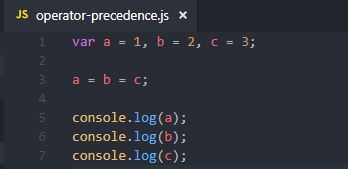 JS operator-precedence.js ×
1 var a = 1, b = 2, c = 3;
2
3 a = b = c;
4
5 console.log(a);
6 console.log(b);
7 console.log(c);